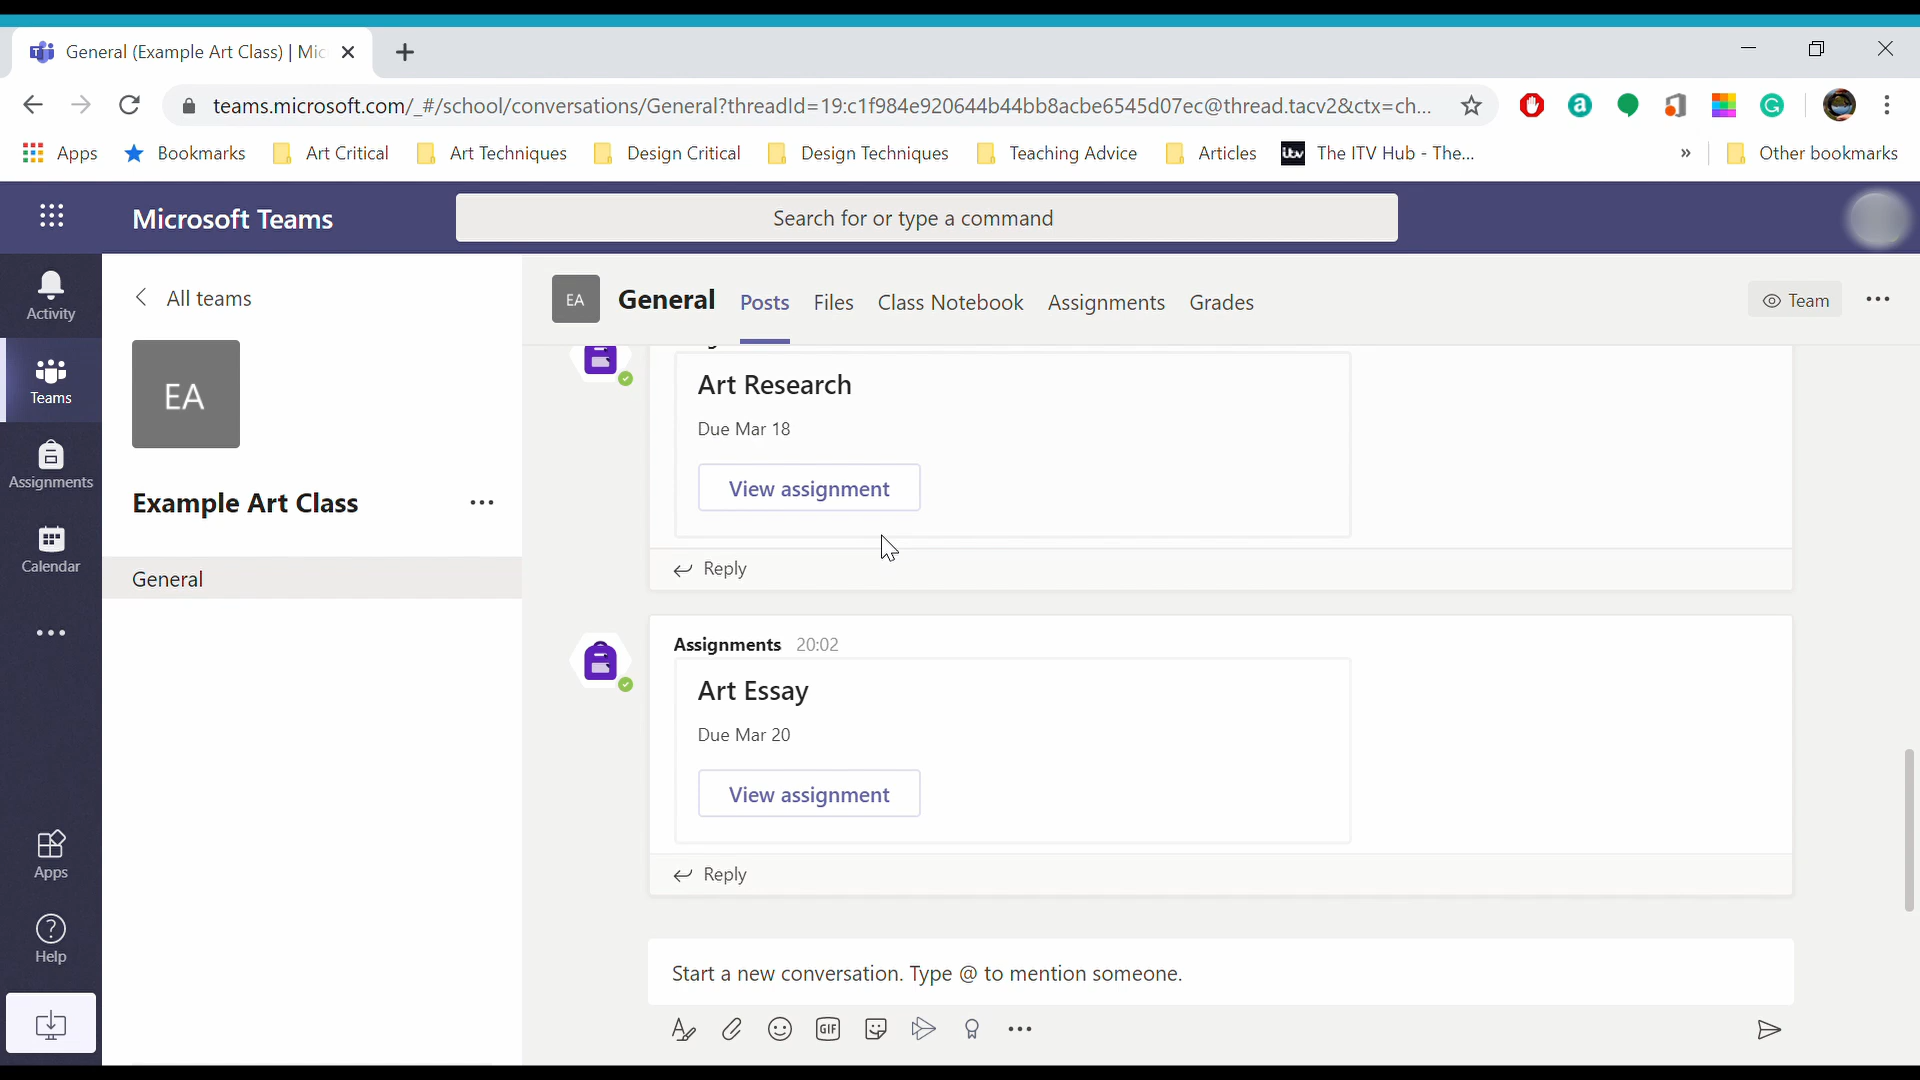 General (Example Art Class) | Mic
teams.microsoft.com/_#/school/conversations/General?threadId=19:c1f984e920644b44bb8acbe6545d07ec@thread.tacv2&ctx=ch...
Apps Bookmarks Art Critical Art Techniques Design Critical Design Techniques Teaching Advice Articles itv The ITV Hub - The... » Other bookmarks
Microsoft Teams
Search for or type a command
Activity
Teams
Assignments
Calendar
Apps
Help
All teams
EA
Example Art Class
General
EA General Posts Files Class Notebook Assignments Grades
Team
Art Research
Due Mar 18
View assignment
Reply
Assignments 20:02
Art Essay
Due Mar 20
View assignment
Reply
Start a new conversation. Type @ to mention someone.
GIF